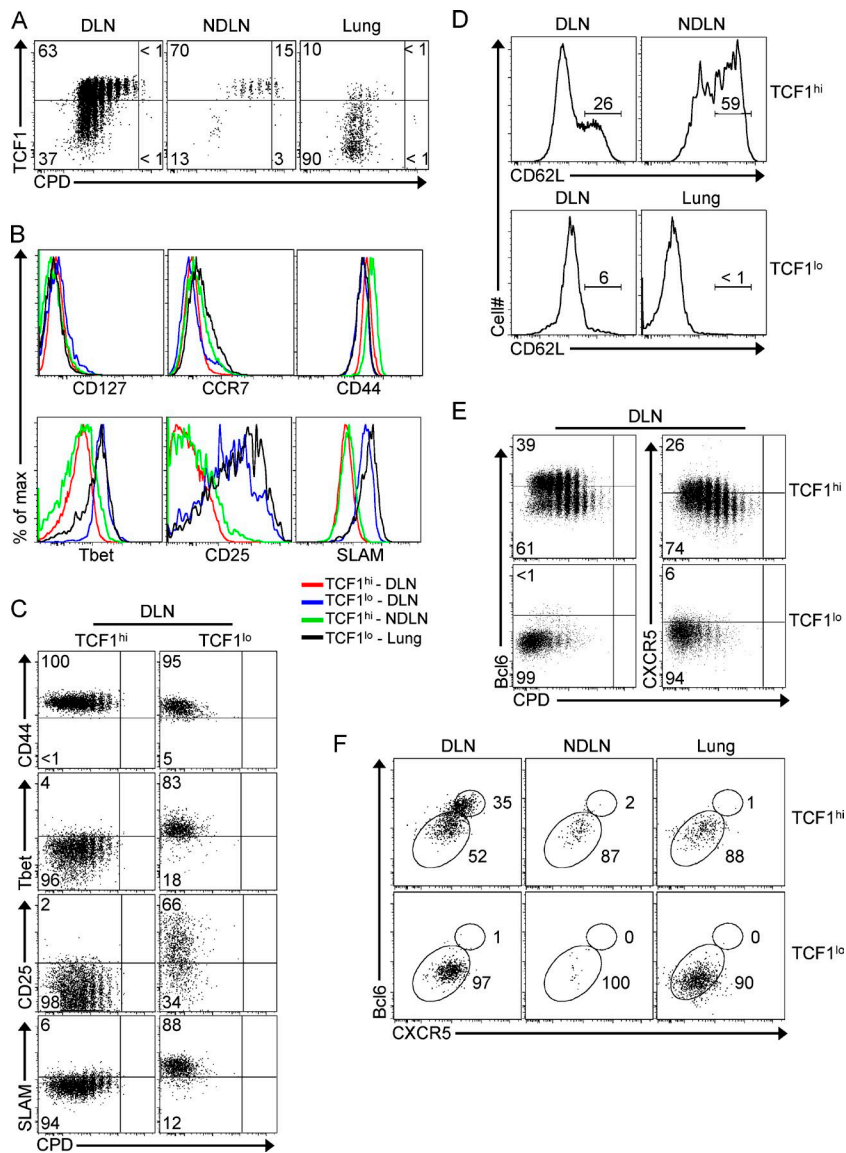 A
DLN NDLN Lung
63 < 1 70 15 10 < 1
37 < 1 13 3 90 < 1
TCF1
CPD
B
CD127 CCR7 CD44
Tbet CD25 SLAM
% of max
TCF1hi - DLN
TCF1lo - DLN
TCF1hi - NDLN
TCF1lo - Lung
C
DLN
TCF1hi TCF1lo
100 95
<1 5
CD44
4 83
96 18
Tbet
2 66
98 34
CD25
6 88
94 12
SLAM
CPD
D
DLN NDLN
26 59
TCF1hi
CD62L
DLN Lung
6 < 1
TCF1lo
Cell#
CD62L
E
DLN
39 26
61 74
TCF1hi
<1 6
99 94
TCF1lo
Bcl6 CXCR5
CPD
F
DLN NDLN Lung
35 2 1
52 87 88
TCF1hi
1 0 0
97 100 90
TCF1lo
Bcl6
CXCR5